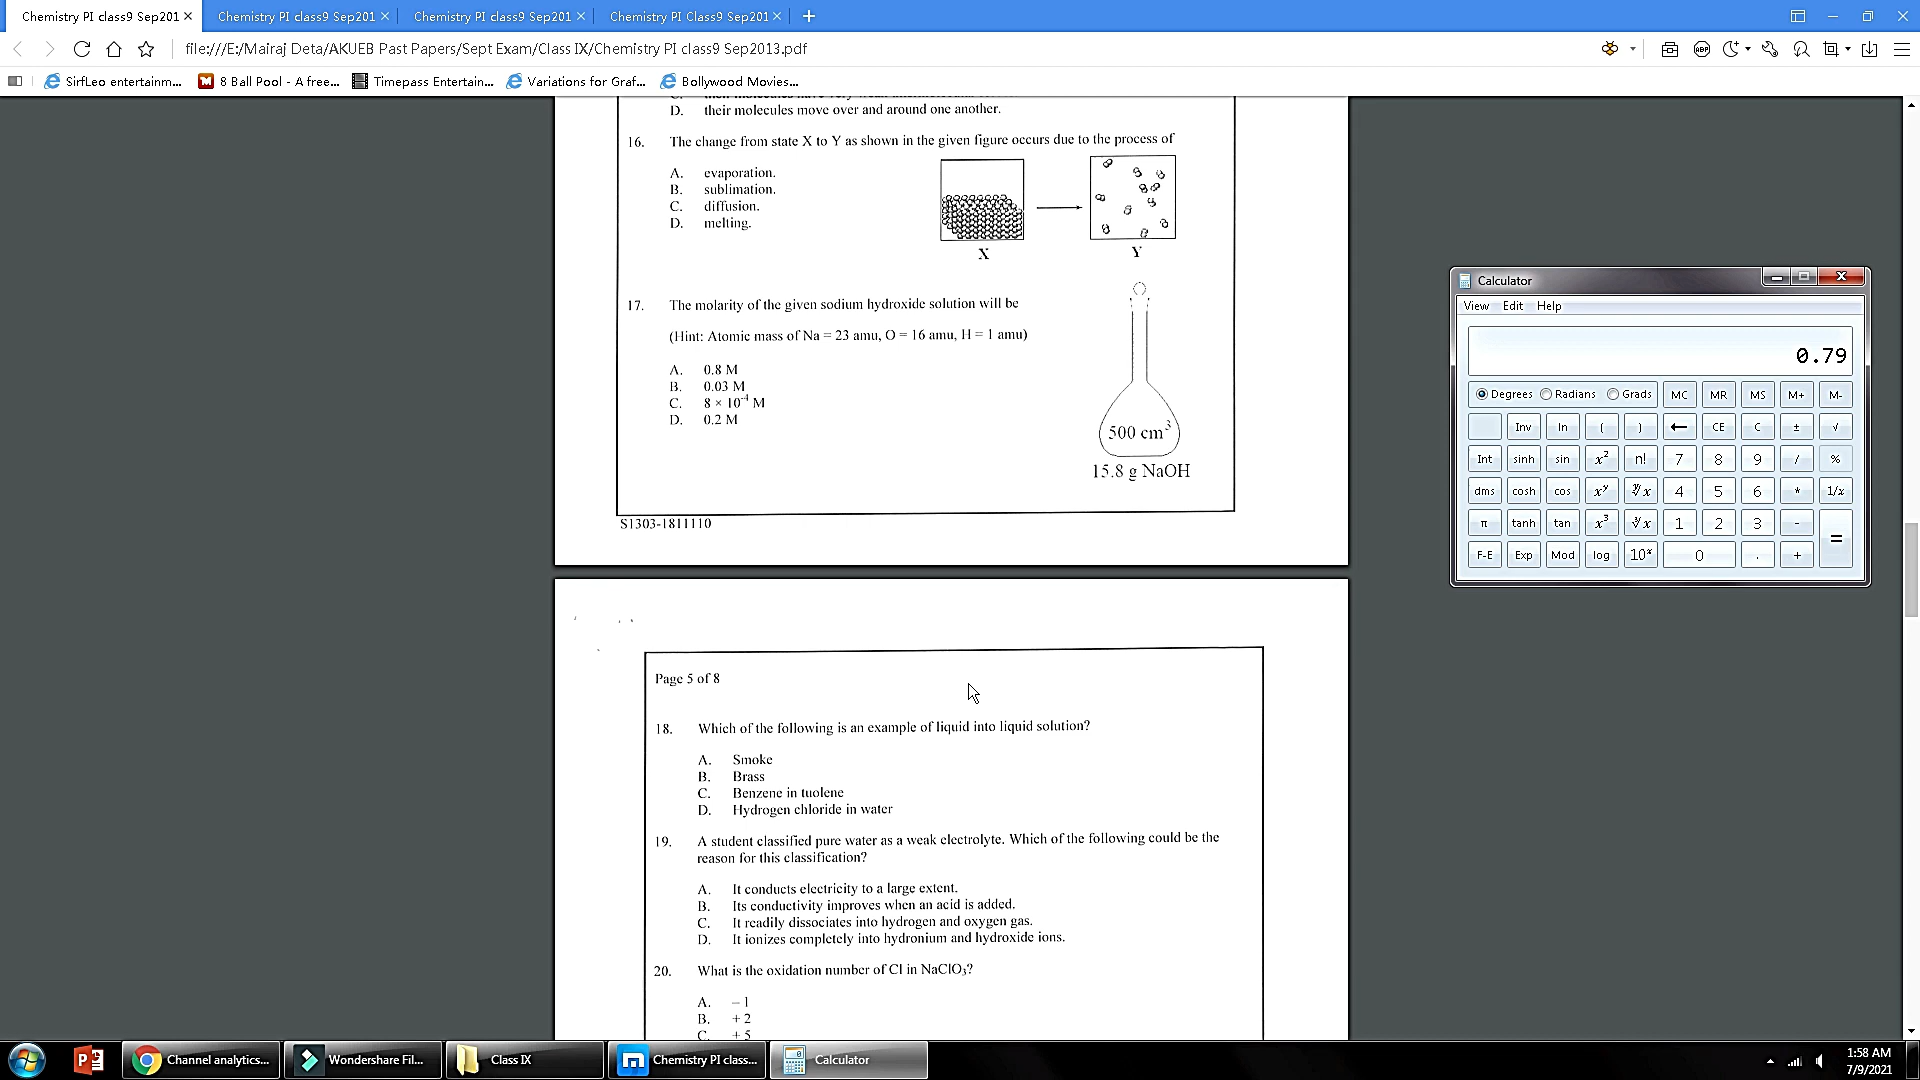 Chemistry PI class9 Sep201
Chemistry PI class9 Sep201
Chemistry PI class9 Sep201
Chemistry PI Class9 Sep201
file:///E:/Mairaj Deta/AKUEB Past Papers/Sept Exam/Class IX/Chemistry PI class9 Sep2013.pdf
ABP
SirfLeo entertainm...
8 Ball Pool - A free...
Timepass Entertain...
Variations for Graf...
Bollywood Movies...
D. their molecules move over and around one another.
16. The change from state X to Y as shown in the given figure occurs due to the process of
A. evaporation.
B. sublimation.
C. diffusion.
D. melting.
X
Y
17. The molarity of the given sodium hydroxide solution will be
(Hint: Atomic mass of Na = 23 amu, O = 16 amu, H = 1 amu)
A. 0.8 M
B. 0.03 M
C. 8 × 10⁻⁴ M
D. 0.2 M
500 cm³
15.8 g NaOH
S1303-1811110
Page 5 of 8
18. Which of the following is an example of liquid into liquid solution?
A. Smoke
B. Brass
C. Benzene in tuolene
D. Hydrogen chloride in water
19. A student classified pure water as a weak electrolyte. Which of the following could be the
reason for this classification?
A. It conducts electricity to a large extent.
B. Its conductivity improves when an acid is added.
C. It readily dissociates into hydrogen and oxygen gas.
D. It ionizes completely into hydronium and hydroxide ions.
20. What is the oxidation number of Cl in NaClO₃?
A. – 1
B. + 2
C. + 5
Calculator
View Edit Help
0.79
Degrees Radians Grads MC MR MS M+ M-
Inv ln ( ) ← CE C ± √
Int sinh sin x² n! 7 8 9 / %
dms cosh cos xʸ ʸ√x 4 5 6 * 1/x
π tanh tan x³ ³√x 1 2 3 - =
F-E Exp Mod log 10ˣ 0 . +
Channel analytics...
Wondershare Fil...
Class IX
Chemistry PI class...
Calculator
1:58 AM
7/9/2021